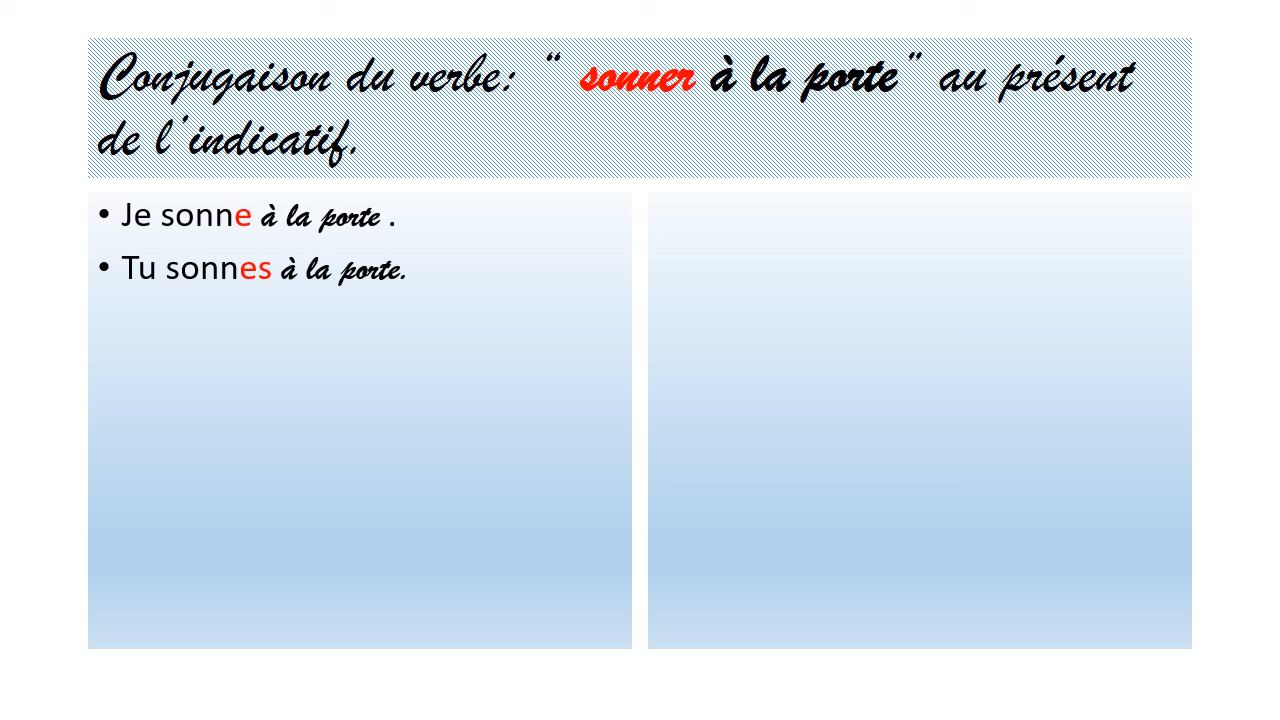 Conjugaison du verbe: “ sonner à la porte” au présent
de l’indicatif.
• Je sonne à la porte .
• Tu sonnes à la porte.